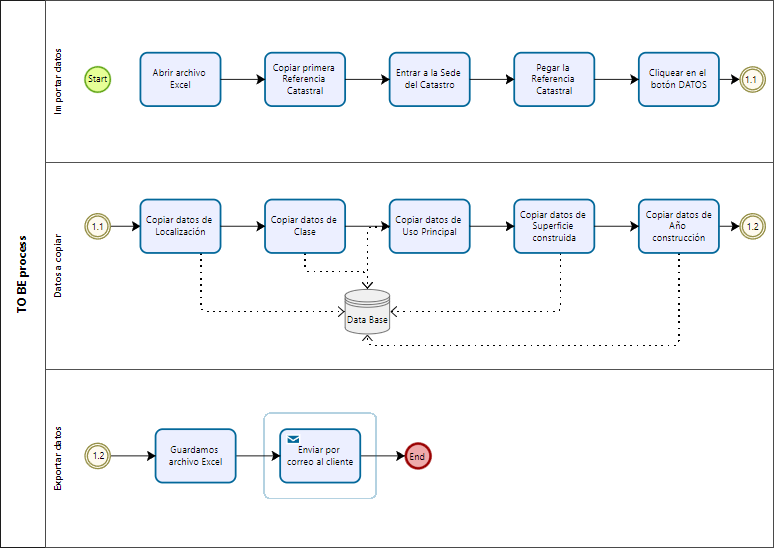 TO BE process
Importar datos
Start
Abrir archivo
Excel
Copiar primera
Referencia
Catastral
Entrar a la Sede
del Catastro
Pegar la
Referencia
Catastral
Cliquear en el
botón DATOS
1.1
Datos a copiar
1.1
Copiar datos de
Localización
Copiar datos de
Clase
Copiar datos de
Uso Principal
Copiar datos de
Superficie
construida
Copiar datos de
Año
construcción
1.2
Data Base
Exportar datos
1.2
Guardamos
archivo Excel
Enviar por
correo al cliente
End